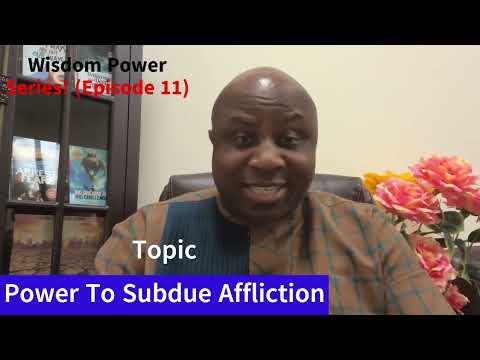 Wisdom Power
Series! (Episode 11)
Topic
Power To Subdue Affliction